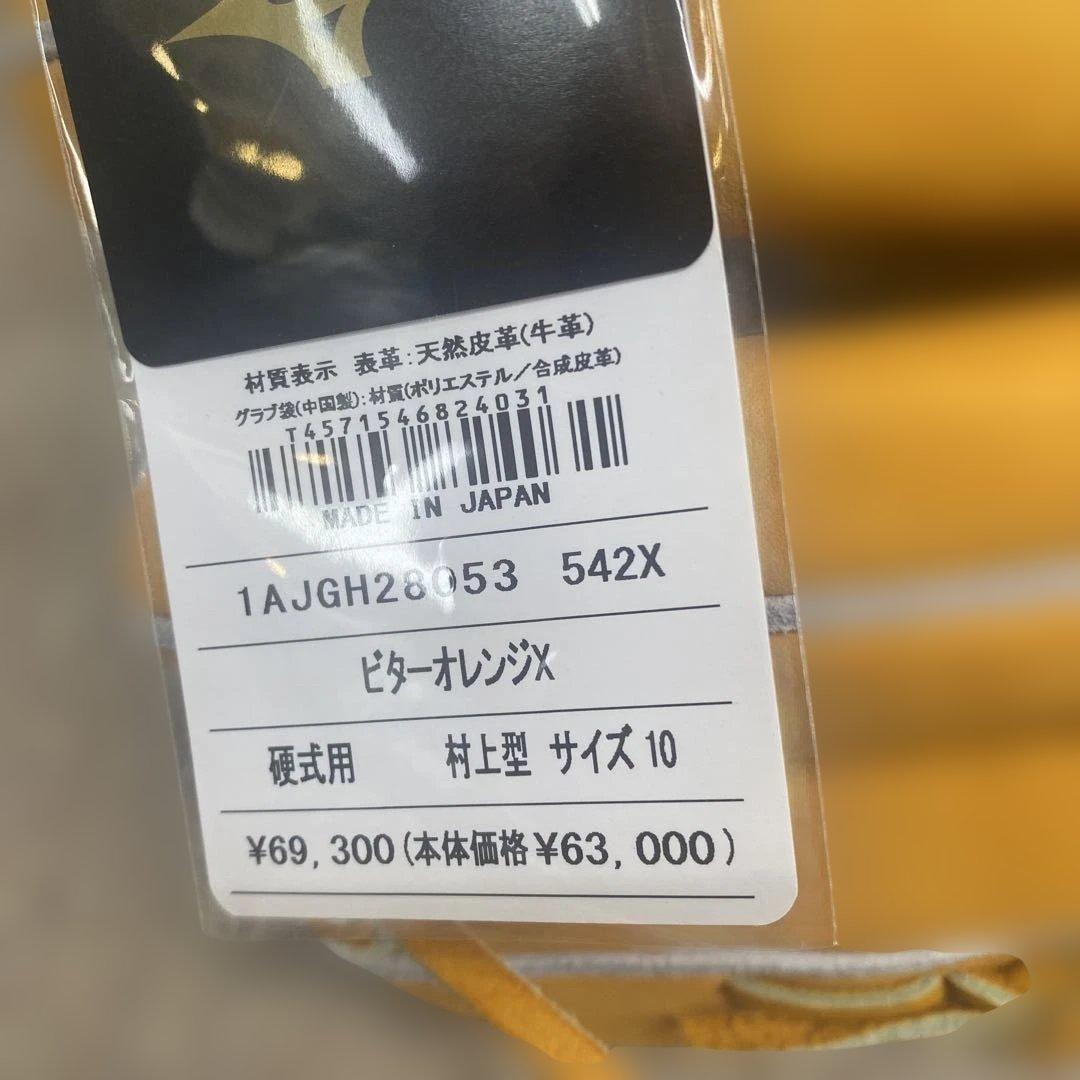 材質表示 表革:天然皮革(牛革)
グラブ袋(中国製):材質(ポリエステル/合成皮革)
T4571546824031
MADE IN JAPAN
1AJGH28053 542X
ビターオレンジX
硬式用 村上型 サイズ10
¥69,300(本体価格¥63,000)